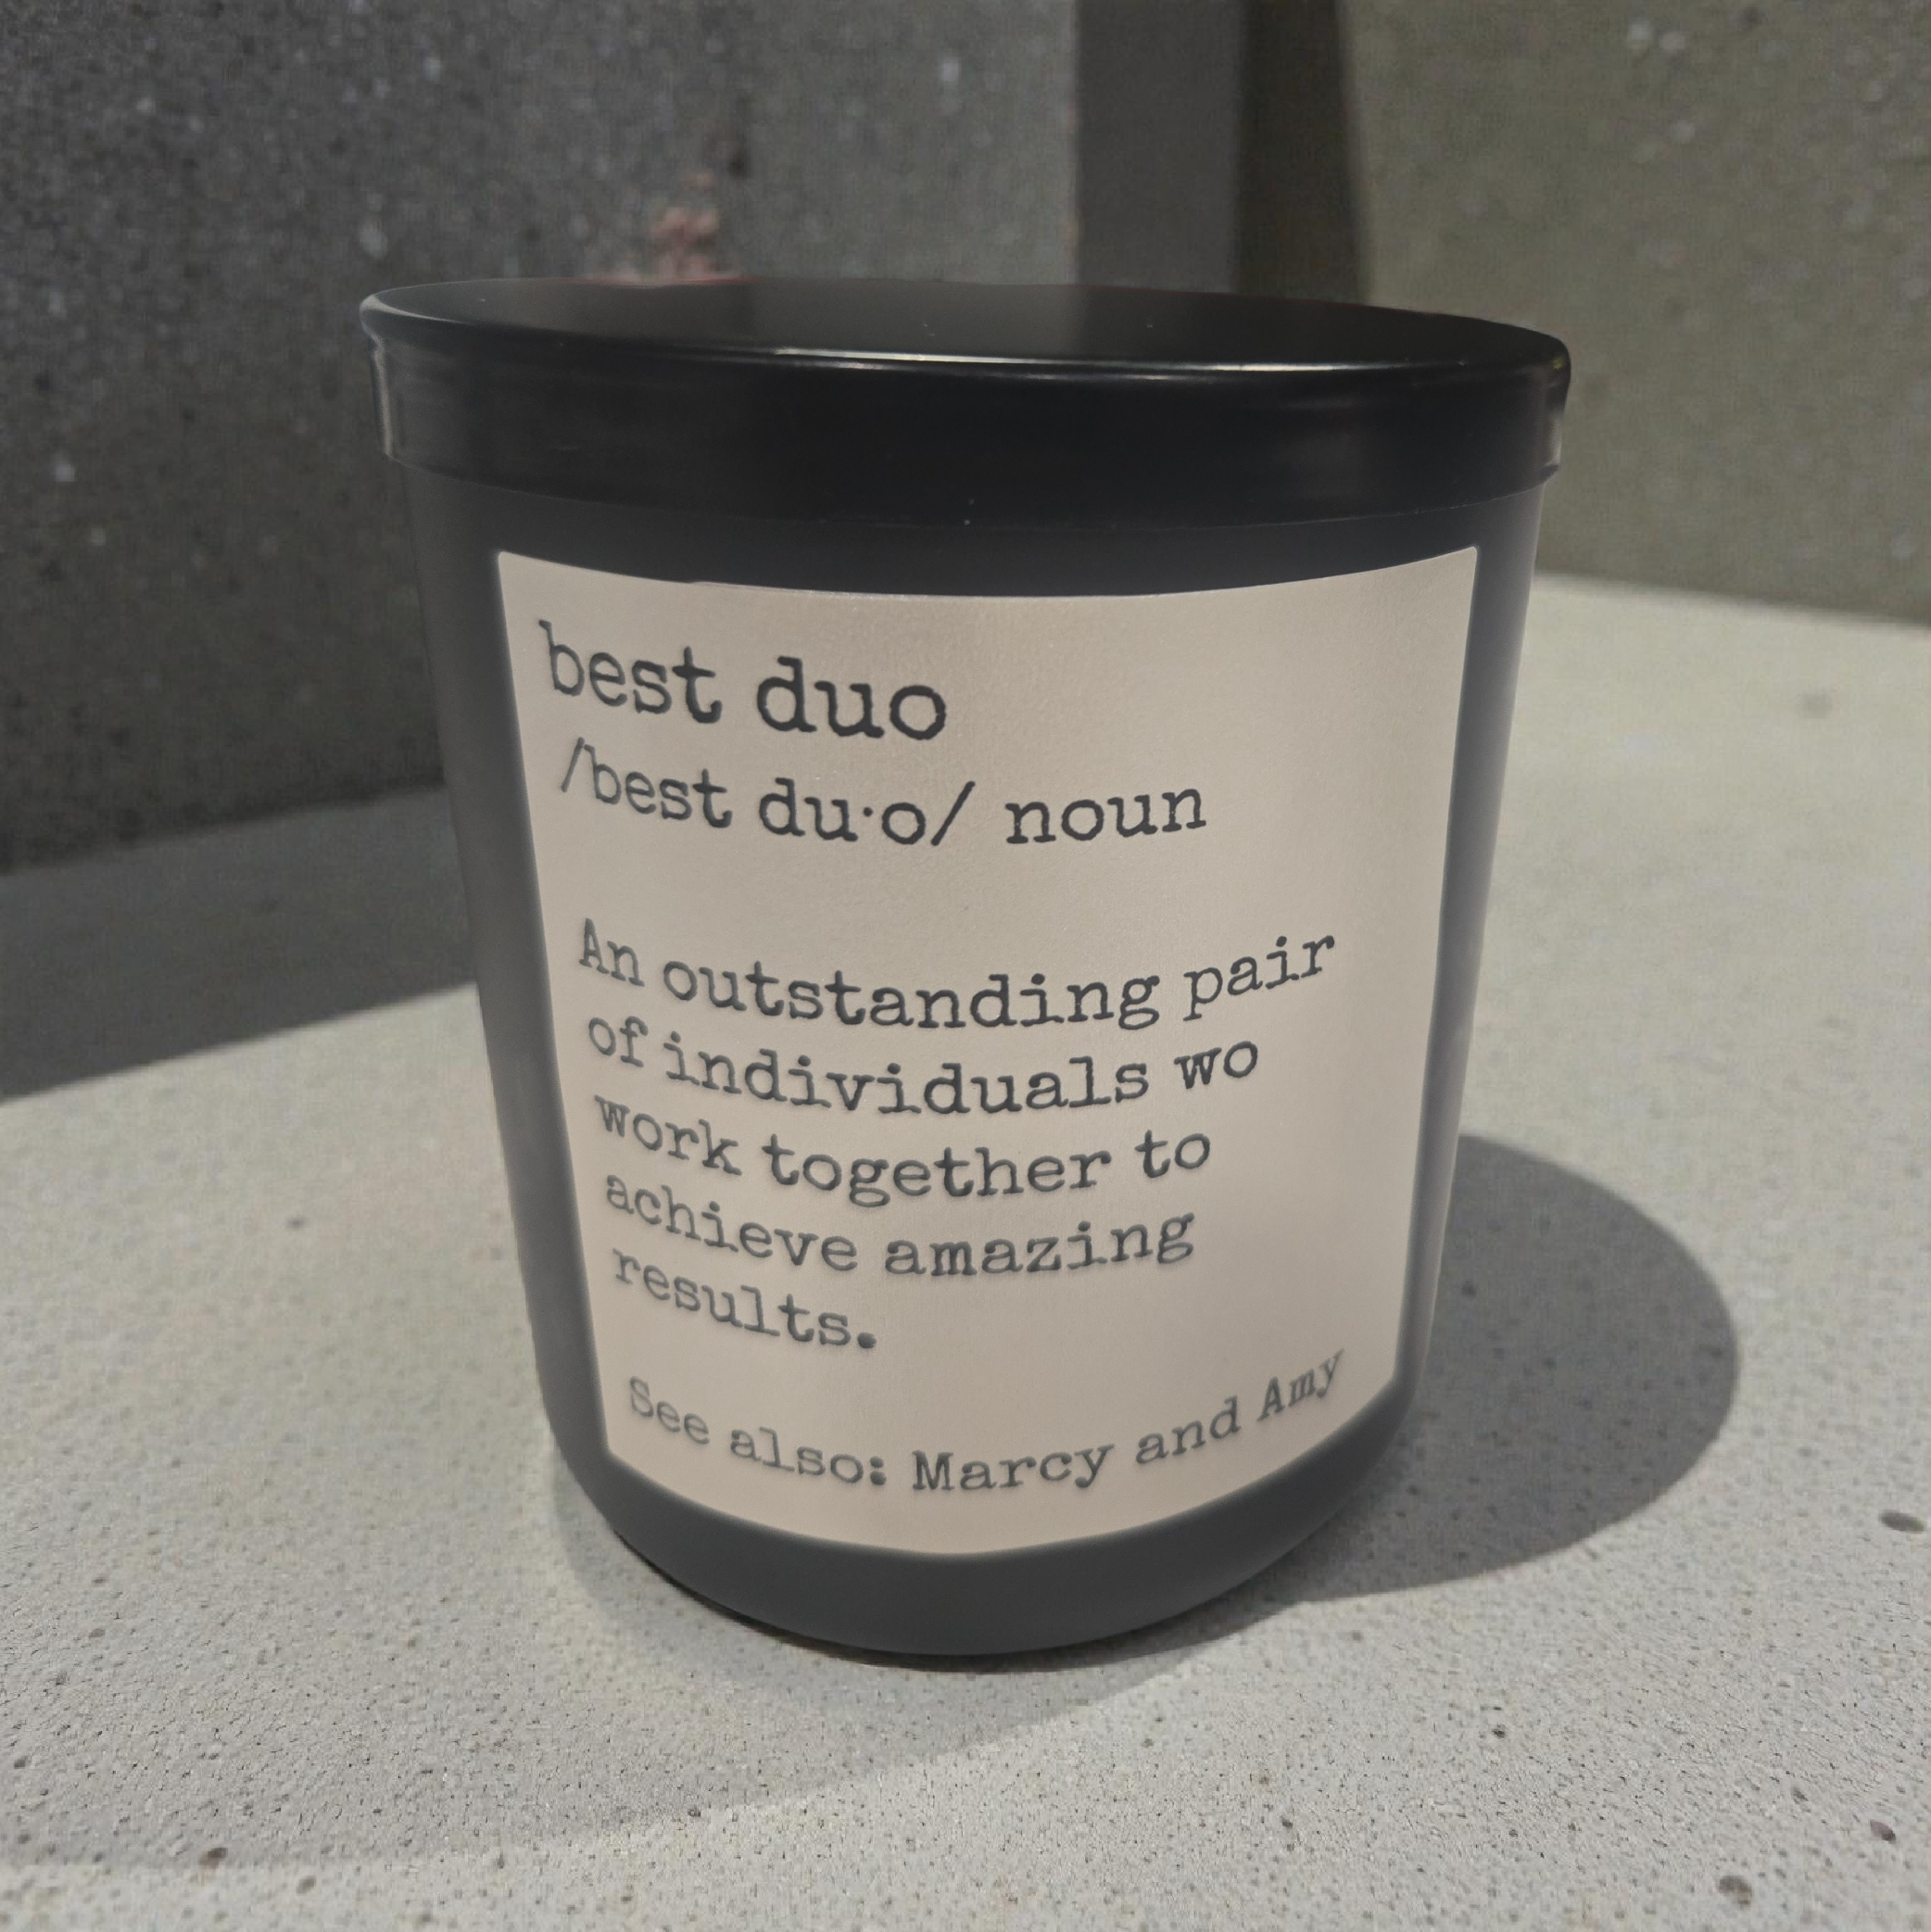 best duo
/best du·o/ noun
An outstanding pair
of individuals wo
work together to
achieve amazing
results.
See also: Marcy and Amy